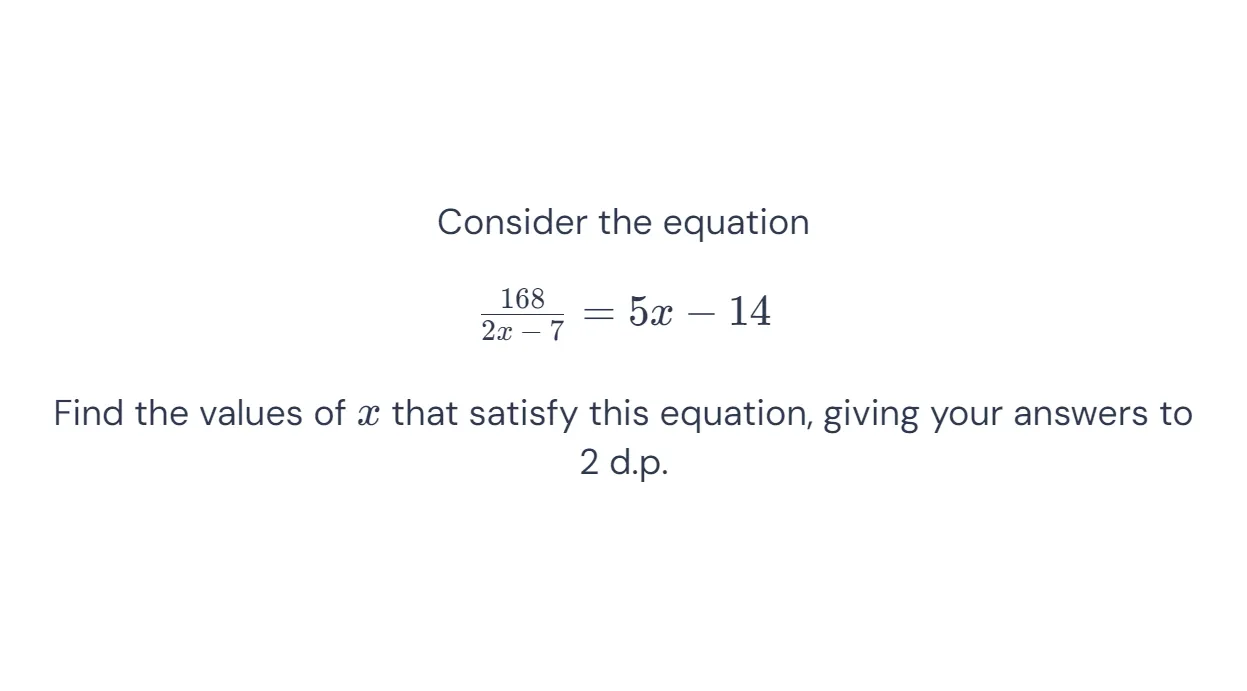 Consider the equation
\frac{168}{2x - 7} = 5x - 14
Find the values of x that satisfy this equation, giving your answers to
2 d.p.